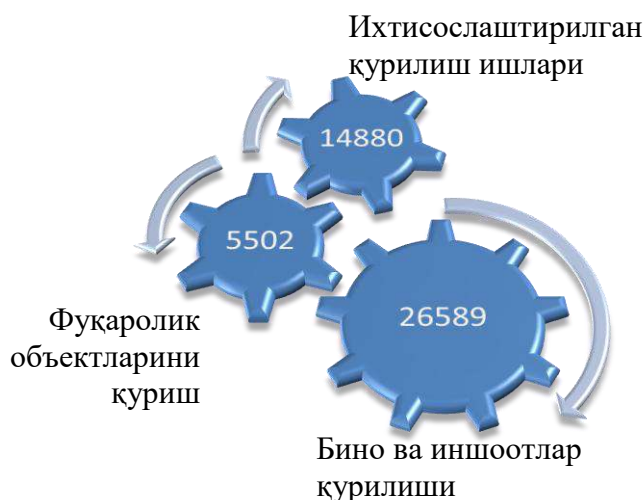 Ихтисослаштирилган
қурилиш ишлари
14880
5502
26589
Фуқаролик
объектларини
қуриш
Бино ва иншоотлар
қурилиши